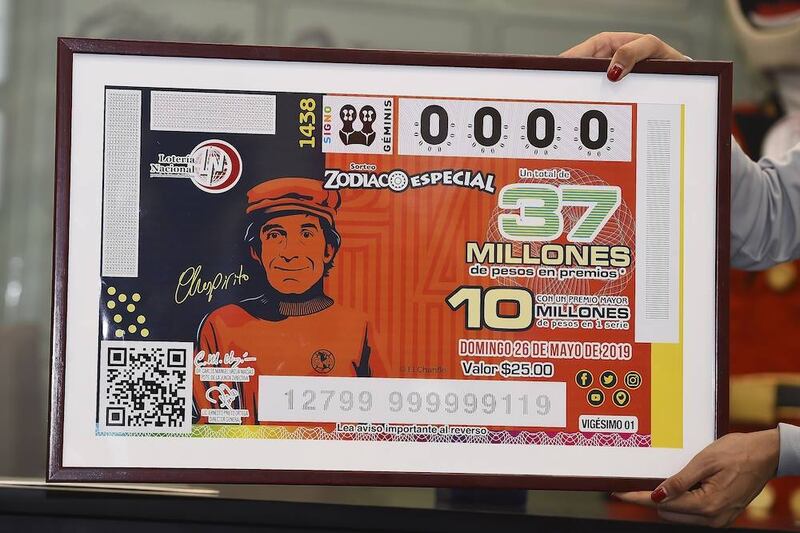 1438
SIGNO
GÉMINIS
0000
Lotería
Nacional
LN
Sorteo
ZODIACO ESPECIAL
Un total de
37
MILLONES
de pesos en premios*
10 CON UN PREMIO MAYOR
MILLONES
de pesos en 1 serie
Chespirito
DOMINGO 26 DE MAYO DE 2019
Valor $25.00
© El Chanfle
12799 999999119
VIGÉSIMO 01
Lea aviso importante al reverso